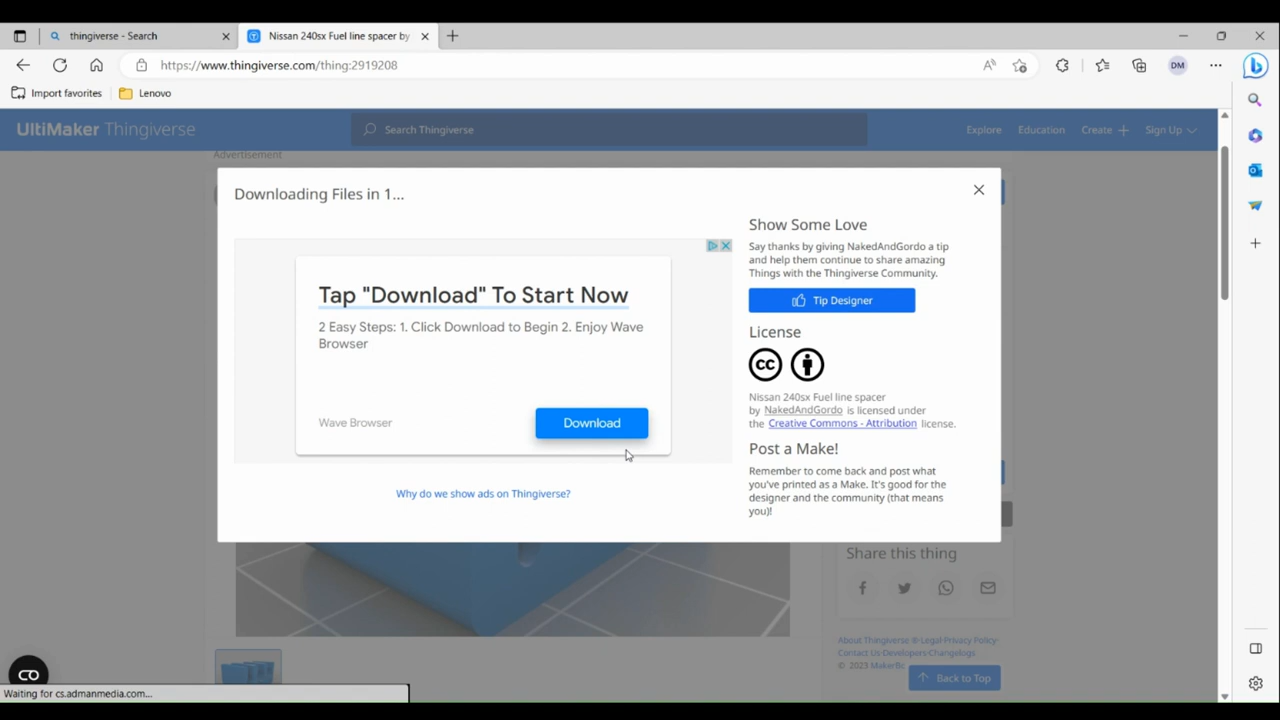 thingiverse - Search
Nissan 240sx Fuel line spacer by
https://www.thingiverse.com/thing:2919208
DM
Import favorites
Lenovo
UltiMaker Thingiverse
Search Thingiverse
Explore
Education
Create
Sign Up
Advertisement
Downloading Files in 1...
Tap "Download" To Start Now
2 Easy Steps: 1. Click Download to Begin 2. Enjoy Wave
Browser
Wave Browser
Download
Why do we show ads on Thingiverse?
Show Some Love
Say thanks by giving NakedAndGordo a tip
and help them continue to share amazing
Things with the Thingiverse Community.
Tip Designer
License
CC
Nissan 240sx Fuel line spacer
by NakedAndGordo is licensed under
the Creative Commons - Attribution license.
Post a Make!
Remember to come back and post what
you've printed as a Make. It's good for the
designer and the community (that means
you)!
Share this thing
About Thingiverse ® · Legal · Privacy Policy ·
Contact Us · Developers · Changelogs
© 2023 MakerBo
Back to Top
CO
Waiting for cs.admanmedia.com...